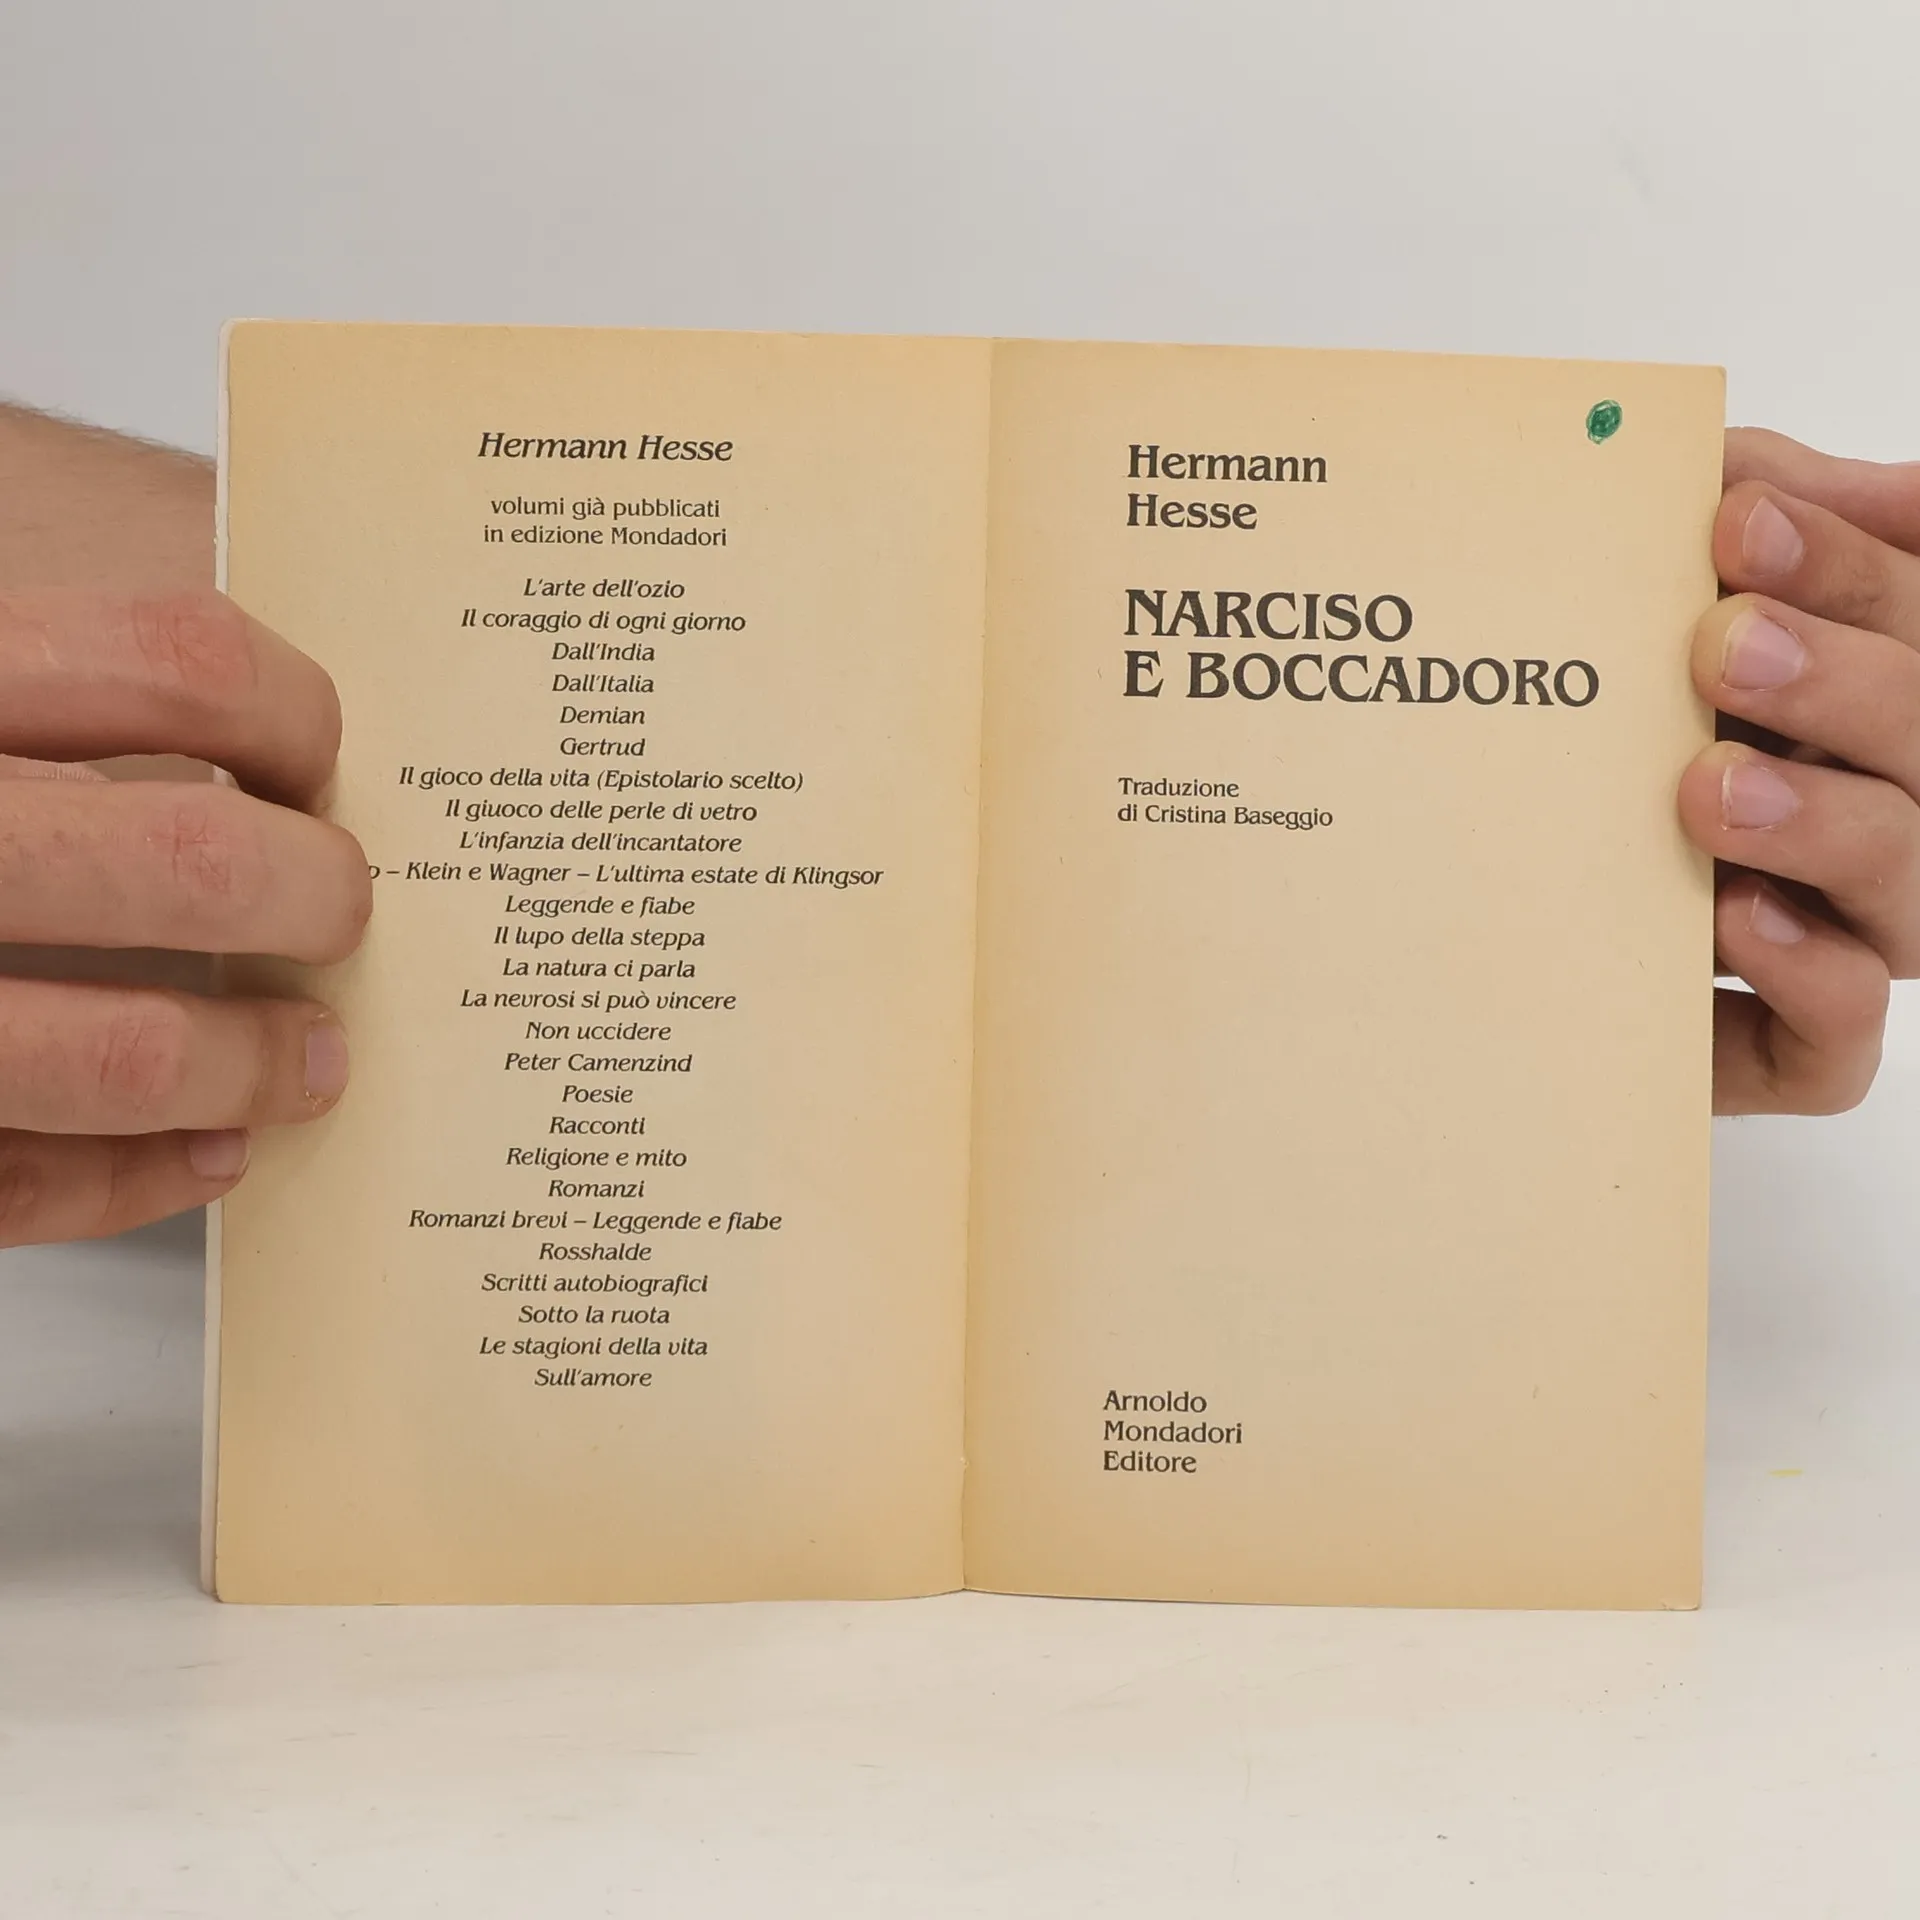 Hermann Hesse
volumi già pubblicati
in edizione Mondadori
L'arte dell'ozio
Il coraggio di ogni giorno
Dall'India
Dall'Italia
Demian
Gertrud
Il gioco della vita (Epistolario scelto)
Il giuoco delle perle di vetro
L'infanzia dell'incantatore
– Klein e Wagner – L'ultima estate di Klingsor
Leggende e fiabe
Il lupo della steppa
La natura ci parla
La nevrosi si può vincere
Non uccidere
Peter Camenzind
Poesie
Racconti
Religione e mito
Romanzi
Romanzi brevi – Leggende e fiabe
Rosshalde
Scritti autobiografici
Sotto la ruota
Le stagioni della vita
Sull'amore
Hermann
Hesse
NARCISO
E BOCCADORO
Traduzione
di Cristina Baseggio
Arnoldo
Mondadori
Editore